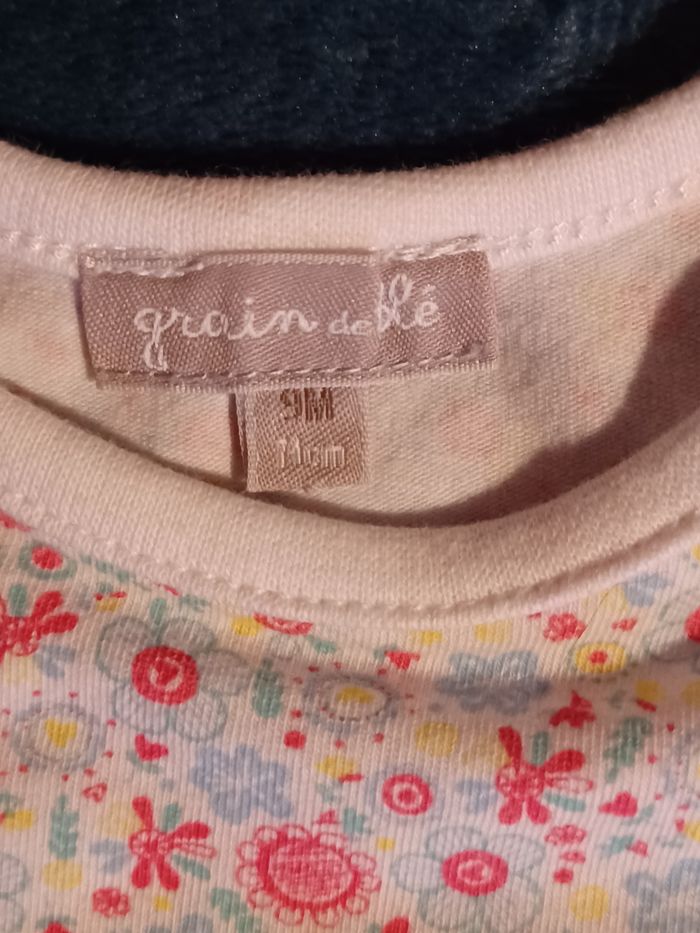 grain de blé
9M
71cm